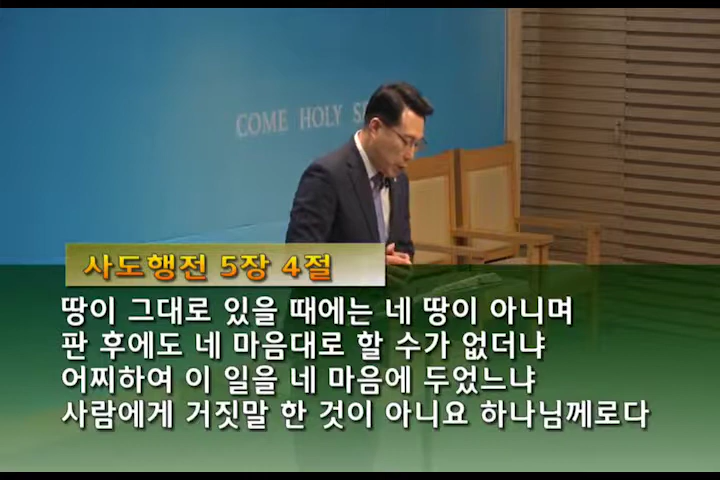 COME HOLY S
사도행전 5장 4절
땅이 그대로 있을 때에는 네 땅이 아니며
판 후에도 네 마음대로 할 수가 없더냐
어찌하여 이 일을 네 마음에 두었느냐
사람에게 거짓말 한 것이 아니요 하나님께로다